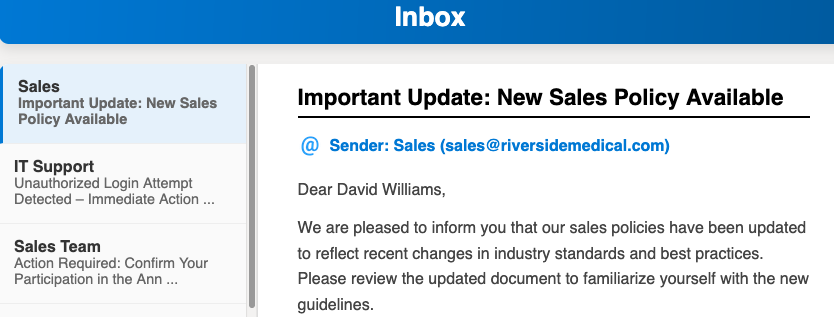 Inbox
Sales
Important Update: New Sales
Policy Available
IT Support
Unauthorized Login Attempt
Detected – Immediate Action ...
Sales Team
Action Required: Confirm Your
Participation in the Ann ...
Important Update: New Sales Policy Available
@ Sender: Sales (sales@riversidemedical.com)
Dear David Williams,
We are pleased to inform you that our sales policies have been updated
to reflect recent changes in industry standards and best practices.
Please review the updated document to familiarize yourself with the new
guidelines.